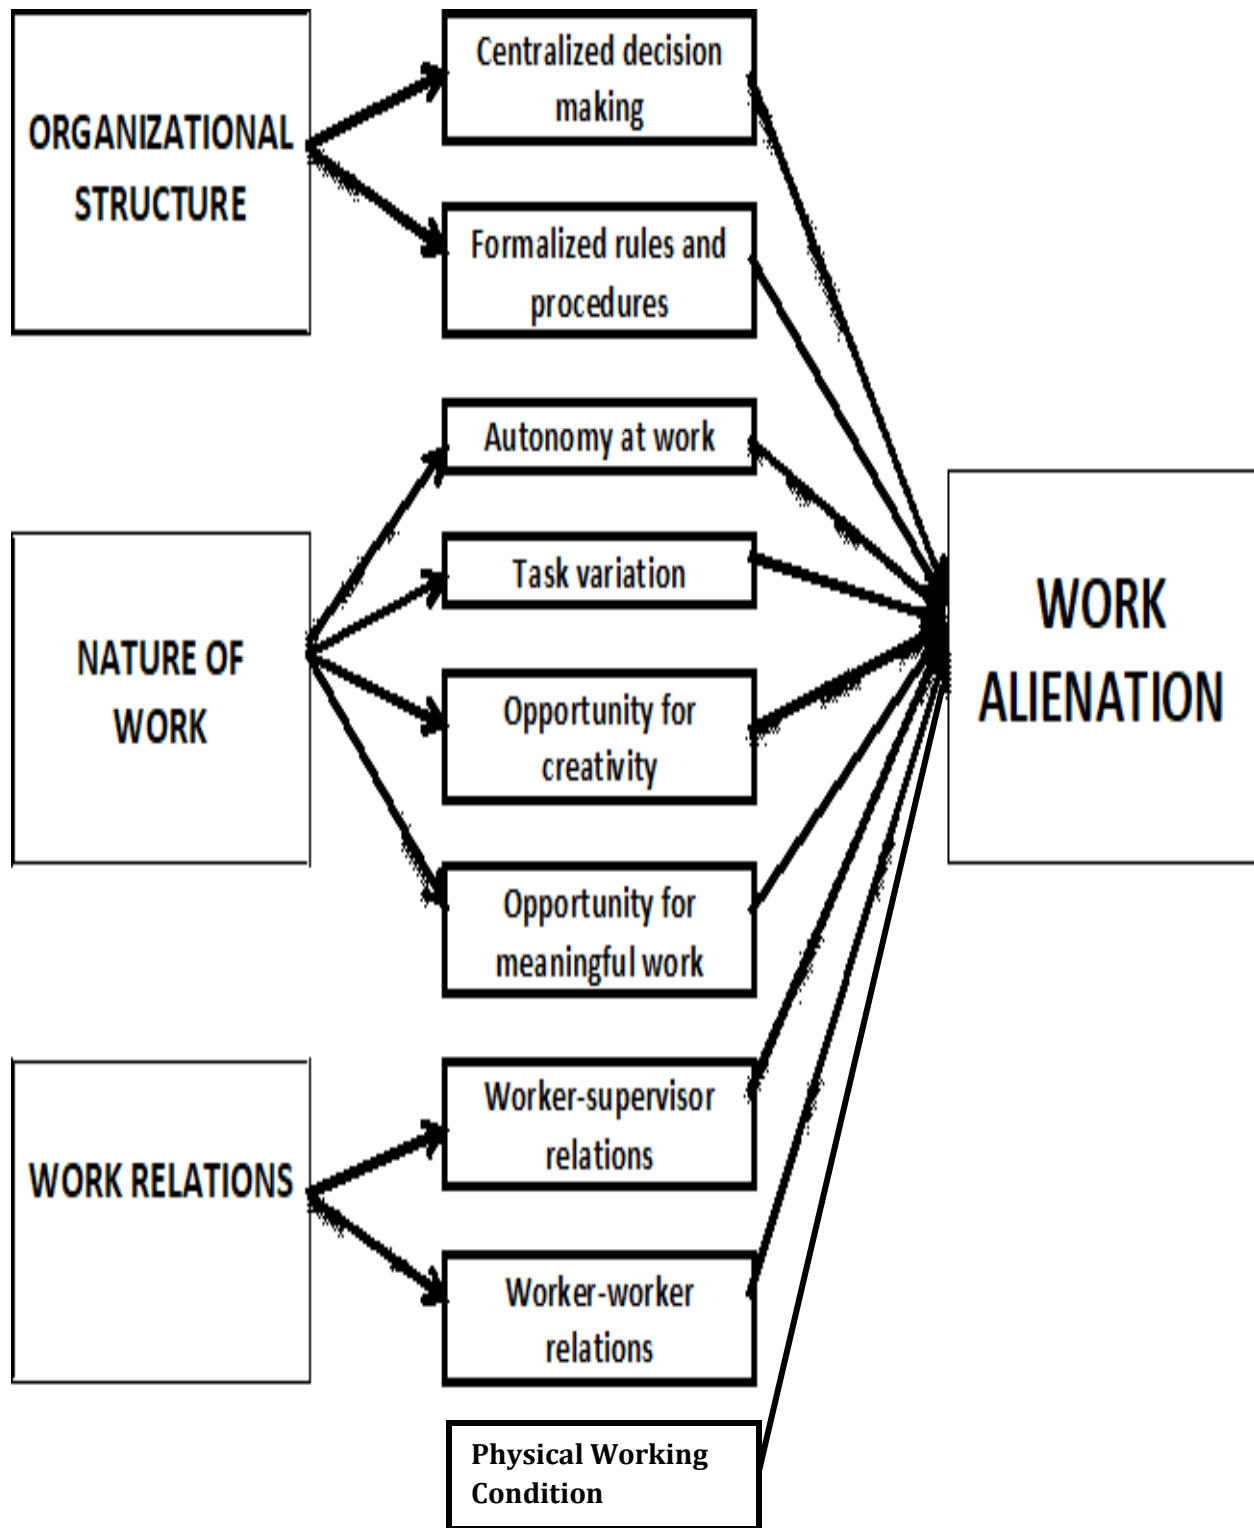 ORGANIZATIONAL
STRUCTURE
Centralized decision
making
Formalized rules and
procedures
NATURE OF
WORK
Autonomy at work
Task variation
Opportunity for
creativity
Opportunity for
meaningful work
WORK RELATIONS
Worker-supervisor
relations
Worker-worker
relations
Physical Working
Condition
WORK
ALIENATION